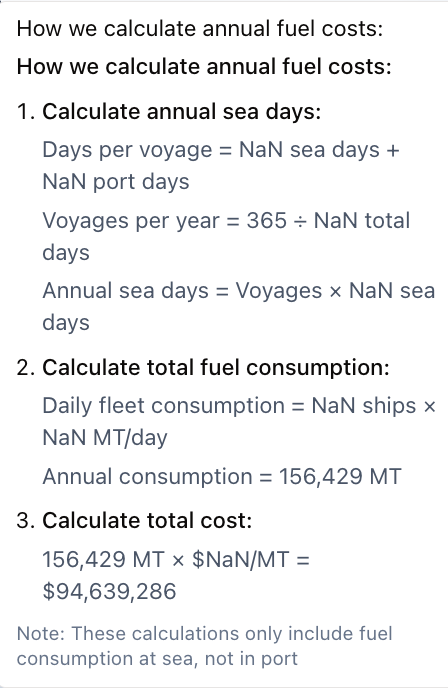 How we calculate annual fuel costs:
How we calculate annual fuel costs:
1. Calculate annual sea days:
Days per voyage = NaN sea days +
NaN port days
Voyages per year = 365 ÷ NaN total
days
Annual sea days = Voyages × NaN sea
days
2. Calculate total fuel consumption:
Daily fleet consumption = NaN ships ×
NaN MT/day
Annual consumption = 156,429 MT
3. Calculate total cost:
156,429 MT × $NaN/MT =
$94,639,286
Note: These calculations only include fuel
consumption at sea, not in port